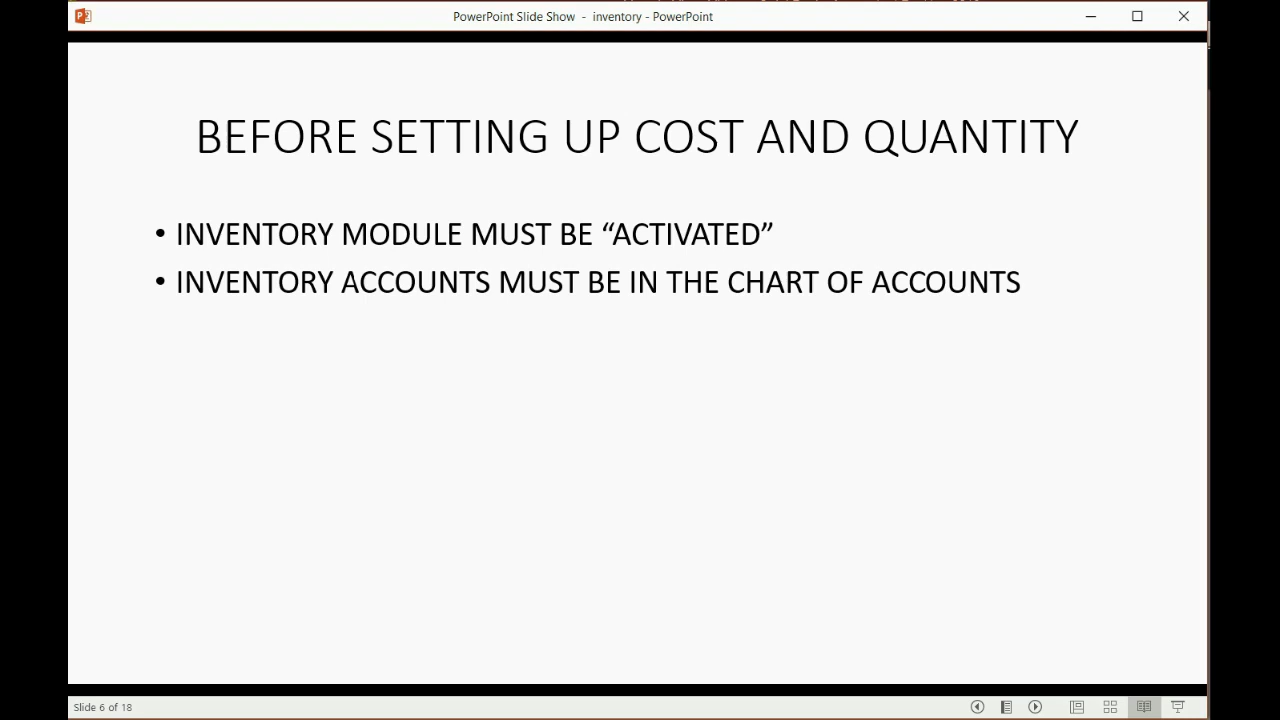 PowerPoint Slide Show - inventory - PowerPoint
BEFORE SETTING UP COST AND QUANTITY
• INVENTORY MODULE MUST BE “ACTIVATED”
• INVENTORY ACCOUNTS MUST BE IN THE CHART OF ACCOUNTS
Slide 6 of 18